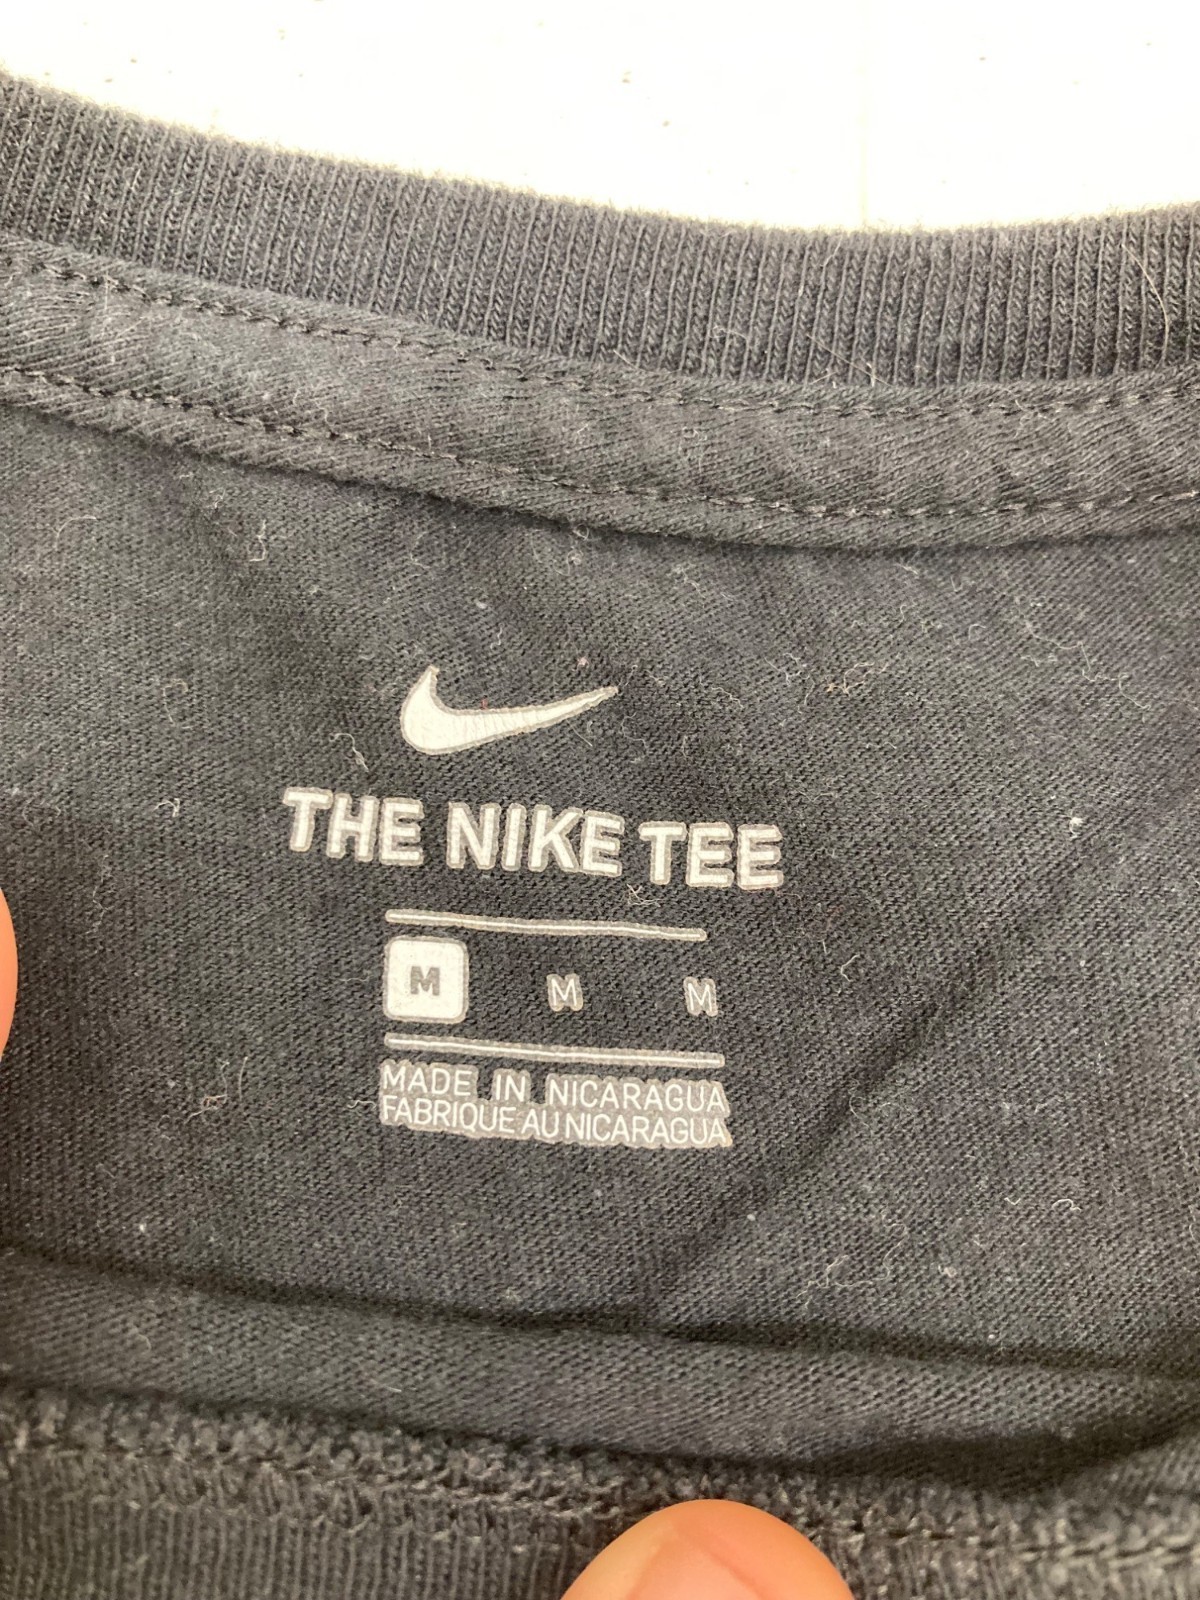 THE NIKE TEE
M M M
MADE IN NICARAGUA
FABRIQUE AU NICARAGUA